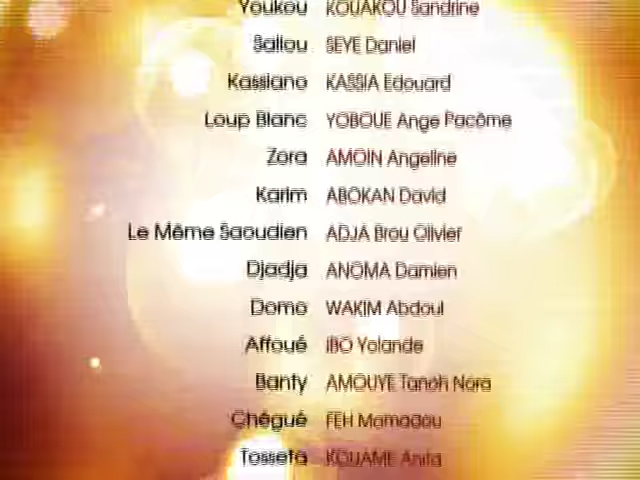 Youkou KOUAKOU Sandrine
Saliou SEYE Daniel
Kassiano KASSIA Edouard
Loup Blanc YOBOUE Ange Pacôme
Zora AMOIN Angeline
Karim ABOKAN David
Le Même Saoudien ADJA Brou Olivier
Djadja ANOMA Damien
Domo WAKIM Abdoul
Affoué IBO Yolande
Banty AMOUYE Tanoh Nora
Chégué FEH Mamadou
Tosseta KOUAME Anita